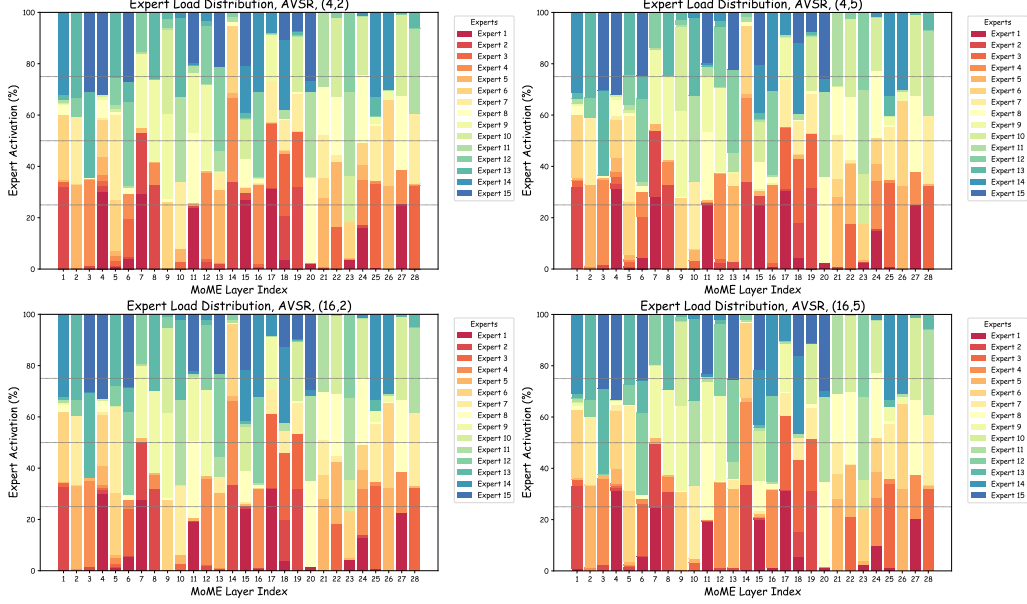 Expert Load Distribution, AVSR, (4,2)
Expert Activation (%)
100
80
60
40
20
0
1 2 3 4 5 6 7 8 9 10 11 12 13 14 15 16 17 18 19 20 21 22 23 24 25 26 27 28
MoME Layer Index
Experts
Expert 1
Expert 2
Expert 3
Expert 4
Expert 5
Expert 6
Expert 7
Expert 8
Expert 9
Expert 10
Expert 11
Expert 12
Expert 13
Expert 14
Expert 15
Expert Load Distribution, AVSR, (4,5)
Expert Activation (%)
100
80
60
40
20
0
1 2 3 4 5 6 7 8 9 10 11 12 13 14 15 16 17 18 19 20 21 22 23 24 25 26 27 28
MoME Layer Index
Experts
Expert 1
Expert 2
Expert 3
Expert 4
Expert 5
Expert 6
Expert 7
Expert 8
Expert 9
Expert 10
Expert 11
Expert 12
Expert 13
Expert 14
Expert 15
Expert Load Distribution, AVSR, (16,2)
Expert Activation (%)
100
80
60
40
20
0
1 2 3 4 5 6 7 8 9 10 11 12 13 14 15 16 17 18 19 20 21 22 23 24 25 26 27 28
MoME Layer Index
Experts
Expert 1
Expert 2
Expert 3
Expert 4
Expert 5
Expert 6
Expert 7
Expert 8
Expert 9
Expert 10
Expert 11
Expert 12
Expert 13
Expert 14
Expert 15
Expert Load Distribution, AVSR, (16,5)
Expert Activation (%)
100
80
60
40
20
0
1 2 3 4 5 6 7 8 9 10 11 12 13 14 15 16 17 18 19 20 21 22 23 24 25 26 27 28
MoME Layer Index
Experts
Expert 1
Expert 2
Expert 3
Expert 4
Expert 5
Expert 6
Expert 7
Expert 8
Expert 9
Expert 10
Expert 11
Expert 12
Expert 13
Expert 14
Expert 15